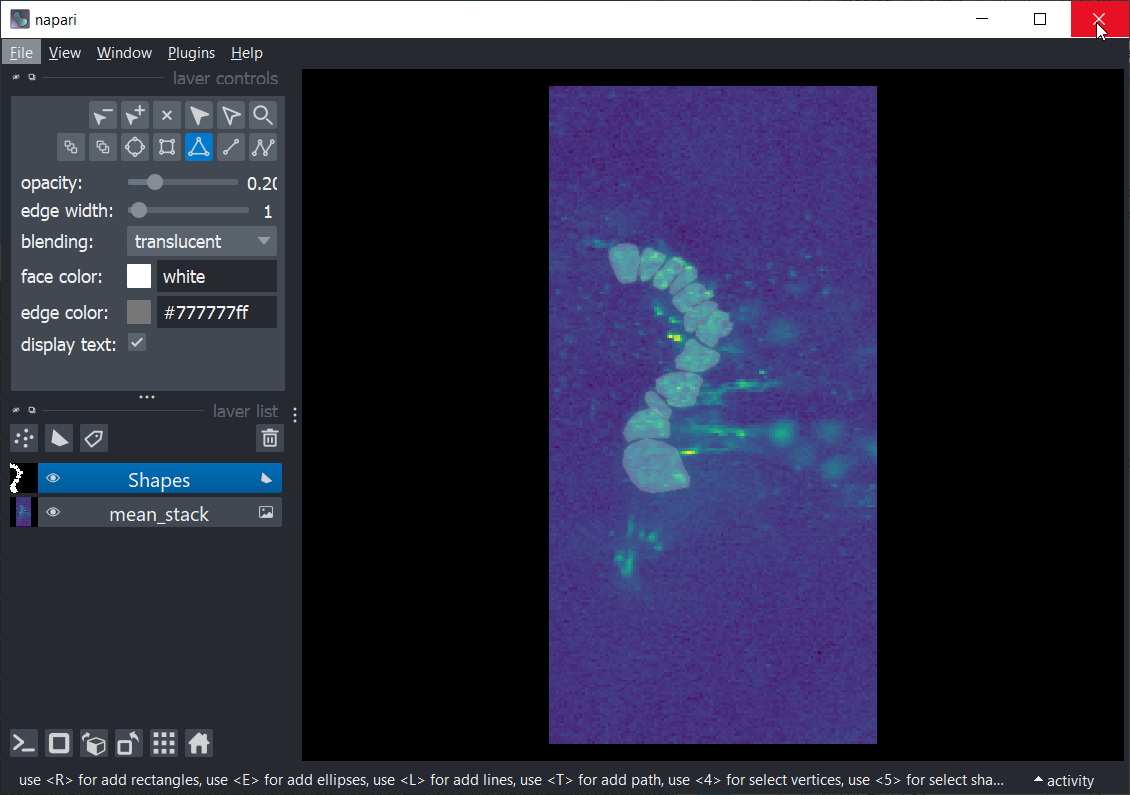 napari
File View Window Plugins Help
layer controls
opacity: 0.20
edge width: 1
blending: translucent
face color: white
edge color: #777777ff
display text:
layer list
Shapes
mean_stack
use <R> for add rectangles, use <E> for add ellipses, use <L> for add lines, use <T> for add path, use <4> for select vertices, use <5> for select sha...
activity